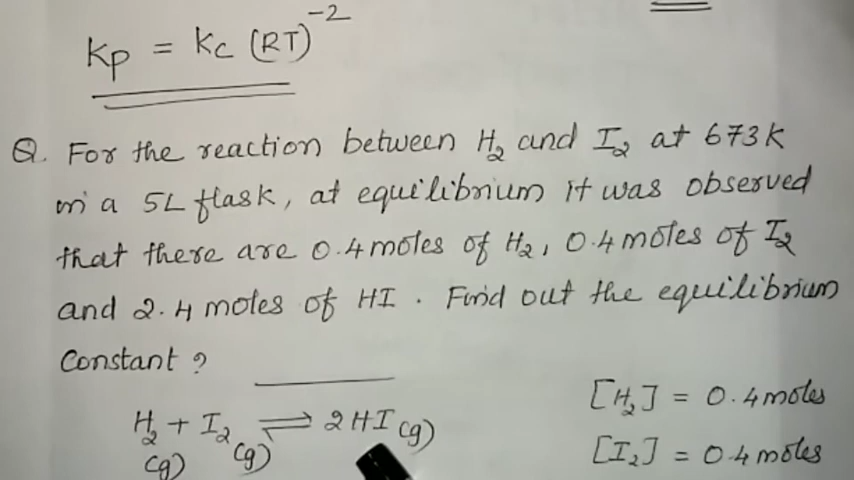 Kp = Kc (RT)⁻²
Q. For the reaction between H₂ and I₂ at 673K
in a 5L flask, at equilibrium it was observed
that there are 0.4 moles of H₂, 0.4 moles of I₂
and 2.4 moles of HI. Find out the equilibrium
Constant?
H₂(g) + I₂(g) ⇌ 2HI(g)
[H₂] = 0.4 moles
[I₂] = 0.4 moles